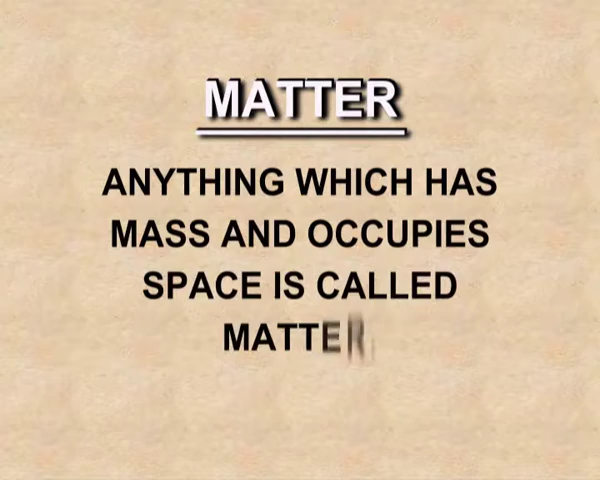 MATTER
ANYTHING WHICH HAS
MASS AND OCCUPIES
SPACE IS CALLED
MATTER